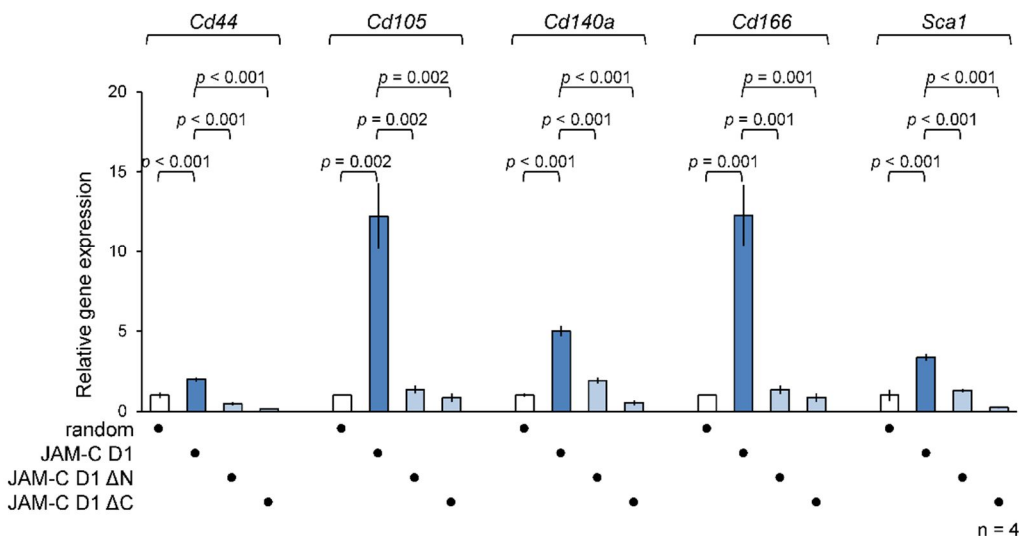 Cd44 Cd105 Cd140a Cd166 Sca1
p < 0.001 p = 0.002 p < 0.001 p = 0.001 p < 0.001
20
p < 0.001 p = 0.002 p < 0.001 p = 0.001 p < 0.001
p < 0.001 p = 0.002 p < 0.001 p = 0.001 p < 0.001
15
10
5
0
Relative gene expression
random
JAM-C D1
JAM-C D1 ΔN
JAM-C D1 ΔC
n = 4